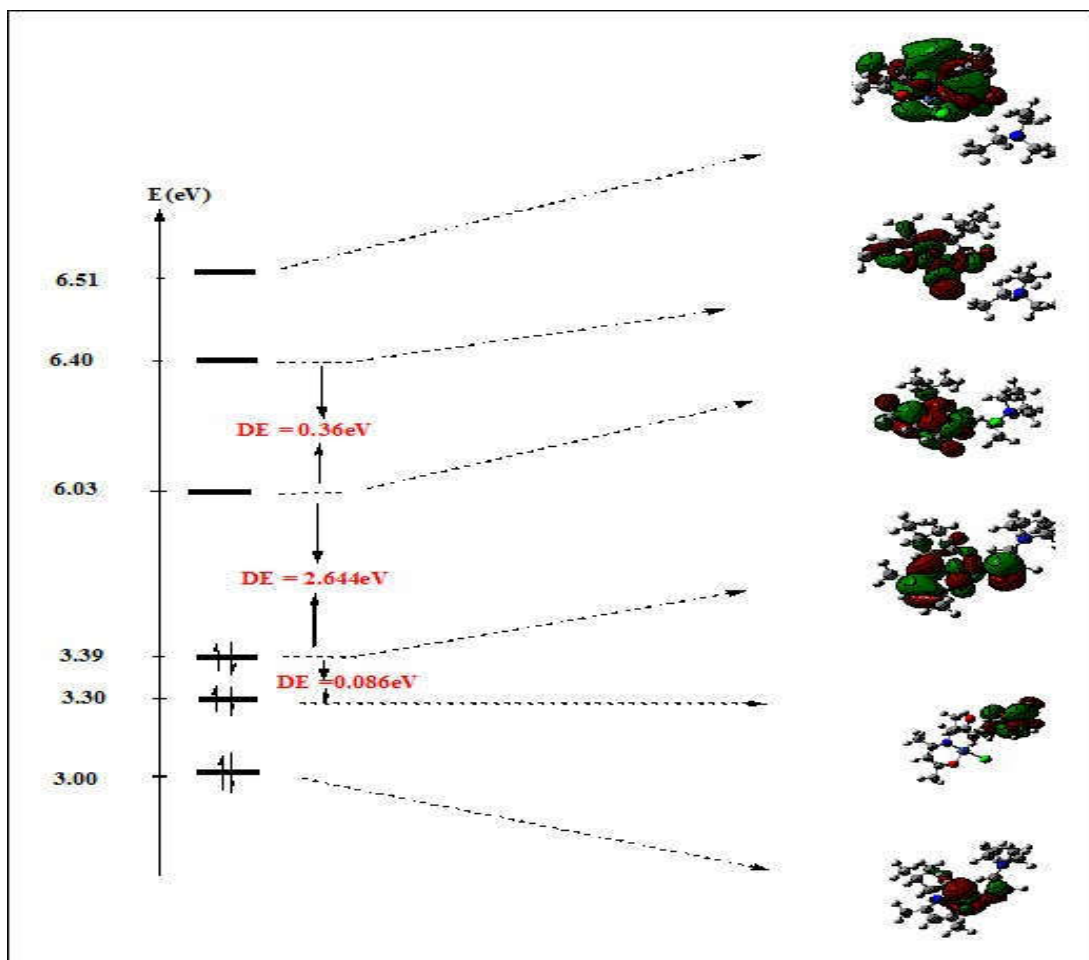 E(eV)
6.51
6.40
DE = 0.36eV
6.03
DE = 2.644eV
3.39
DE =0.086eV
3.30
3.00